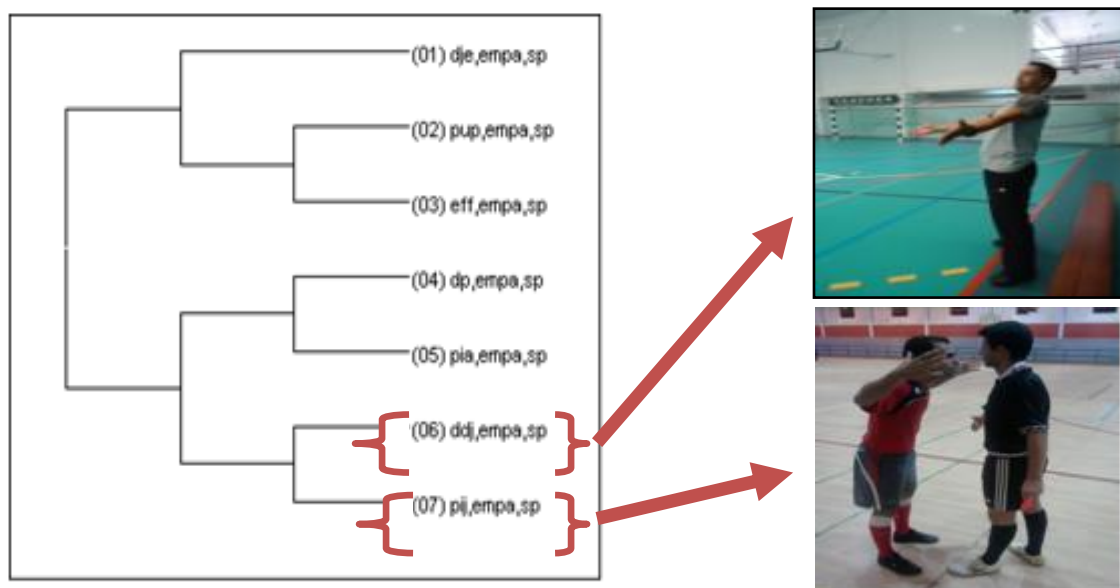 (01) dje,empa,sp
(02) pup,empa,sp
(03) eff,empa,sp
(04) dp,empa,sp
(05) pia,empa,sp
(06) ddj,empa,sp
(07) pij,empa,sp